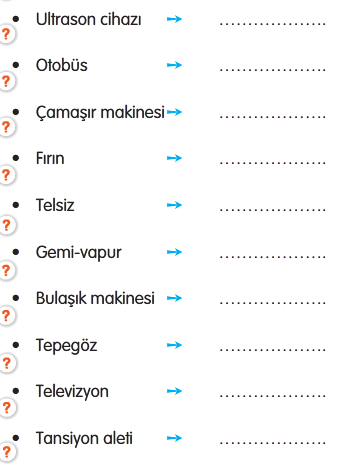 • Ultrason cihazı → ………………….
?
• Otobüs → ………………….
?
• Çamaşır makinesi → ………………….
?
• Fırın → ………………….
?
• Telsiz → ………………….
?
• Gemi-vapur → ………………….
?
• Bulaşık makinesi → ………………….
?
• Tepegöz → ………………….
?
• Televizyon → ………………….
?
• Tansiyon aleti → ………………….
?